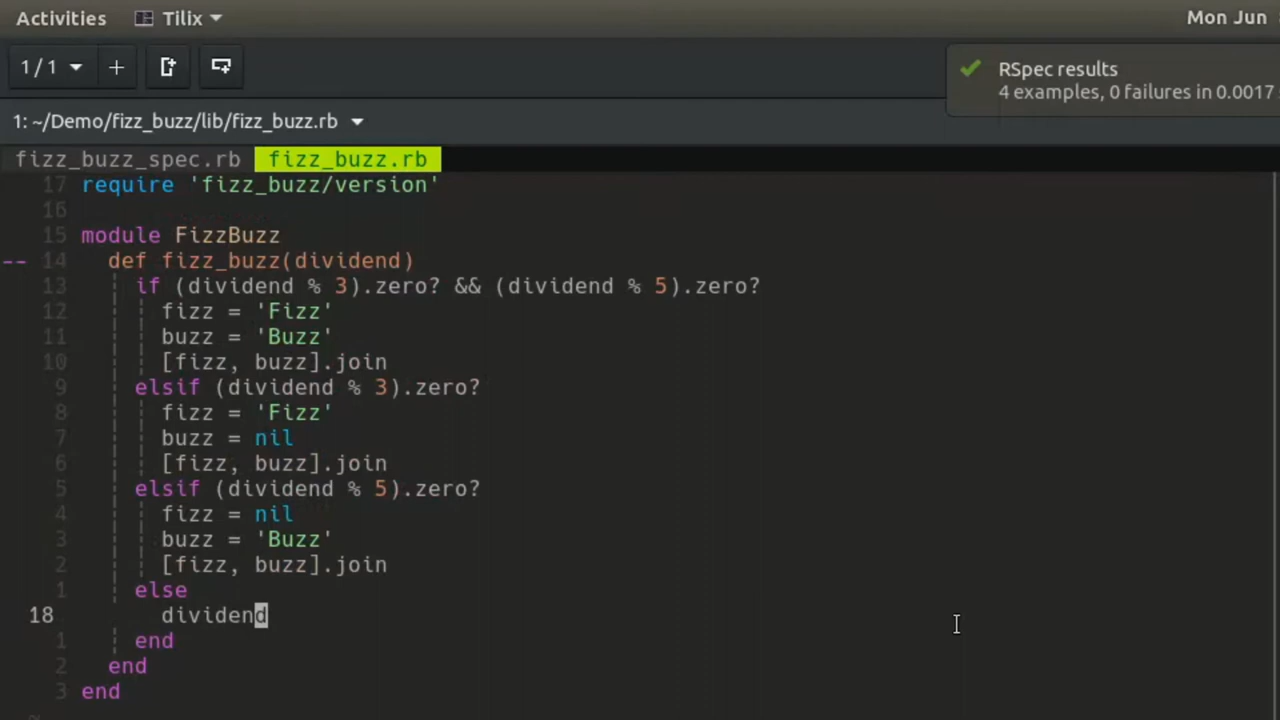 Activities Tilix Mon Jun
1 / 1
RSpec results
4 examples, 0 failures in 0.0017
1: ~/Demo/fizz_buzz/lib/fizz_buzz.rb
fizz_buzz_spec.rb fizz_buzz.rb
17 require 'fizz_buzz/version'
16
15 module FizzBuzz
-- 14 def fizz_buzz(dividend)
13 if (dividend % 3).zero? && (dividend % 5).zero?
12 fizz = 'Fizz'
11 buzz = 'Buzz'
10 [fizz, buzz].join
9 elsif (dividend % 3).zero?
8 fizz = 'Fizz'
7 buzz = nil
6 [fizz, buzz].join
5 elsif (dividend % 5).zero?
4 fizz = nil
3 buzz = 'Buzz'
2 [fizz, buzz].join
1 else
18 dividend
1 end
2 end
3 end
~